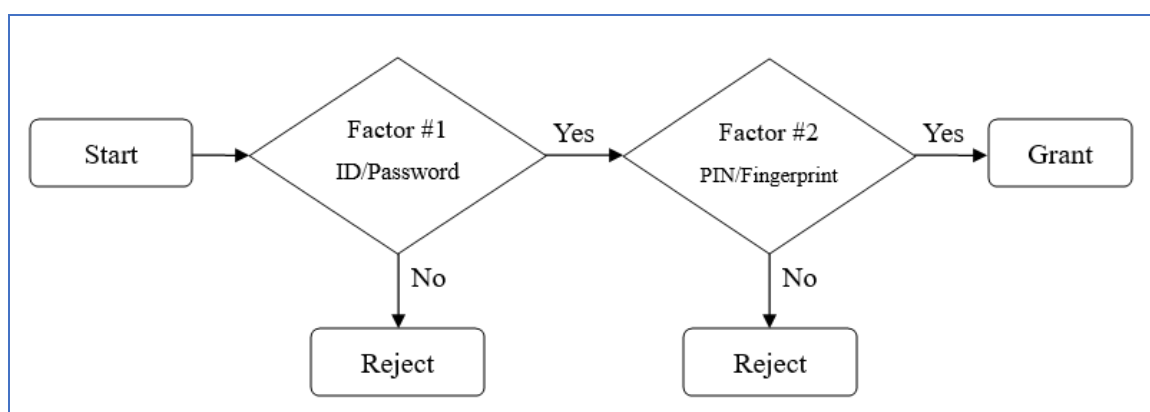 Start
Factor #1
ID/Password
Yes
Factor #2
PIN/Fingerprint
Yes
Grant
No
Reject
No
Reject